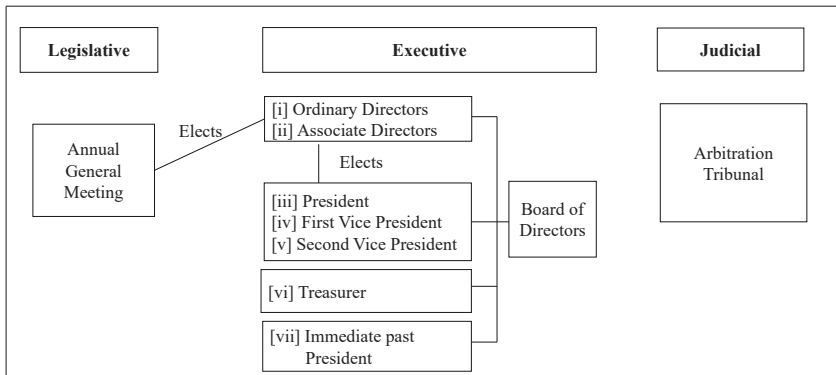 Legislative
Executive
Judicial
Annual
General
Meeting
Elects
[i] Ordinary Directors
[ii] Associate Directors
Elects
[iii] President
[iv] First Vice President
[v] Second Vice President
[vi] Treasurer
[vii] Immediate past
President
Board of
Directors
Arbitration
Tribunal